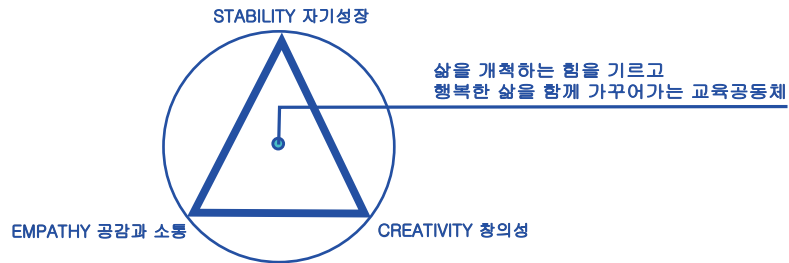 STABILITY 자기성장
삶을 개척하는 힘을 기르고
행복한 삶을 함께 가꾸어가는 교육공동체
EMPATHY 공감과 소통
CREATIVITY 창의성